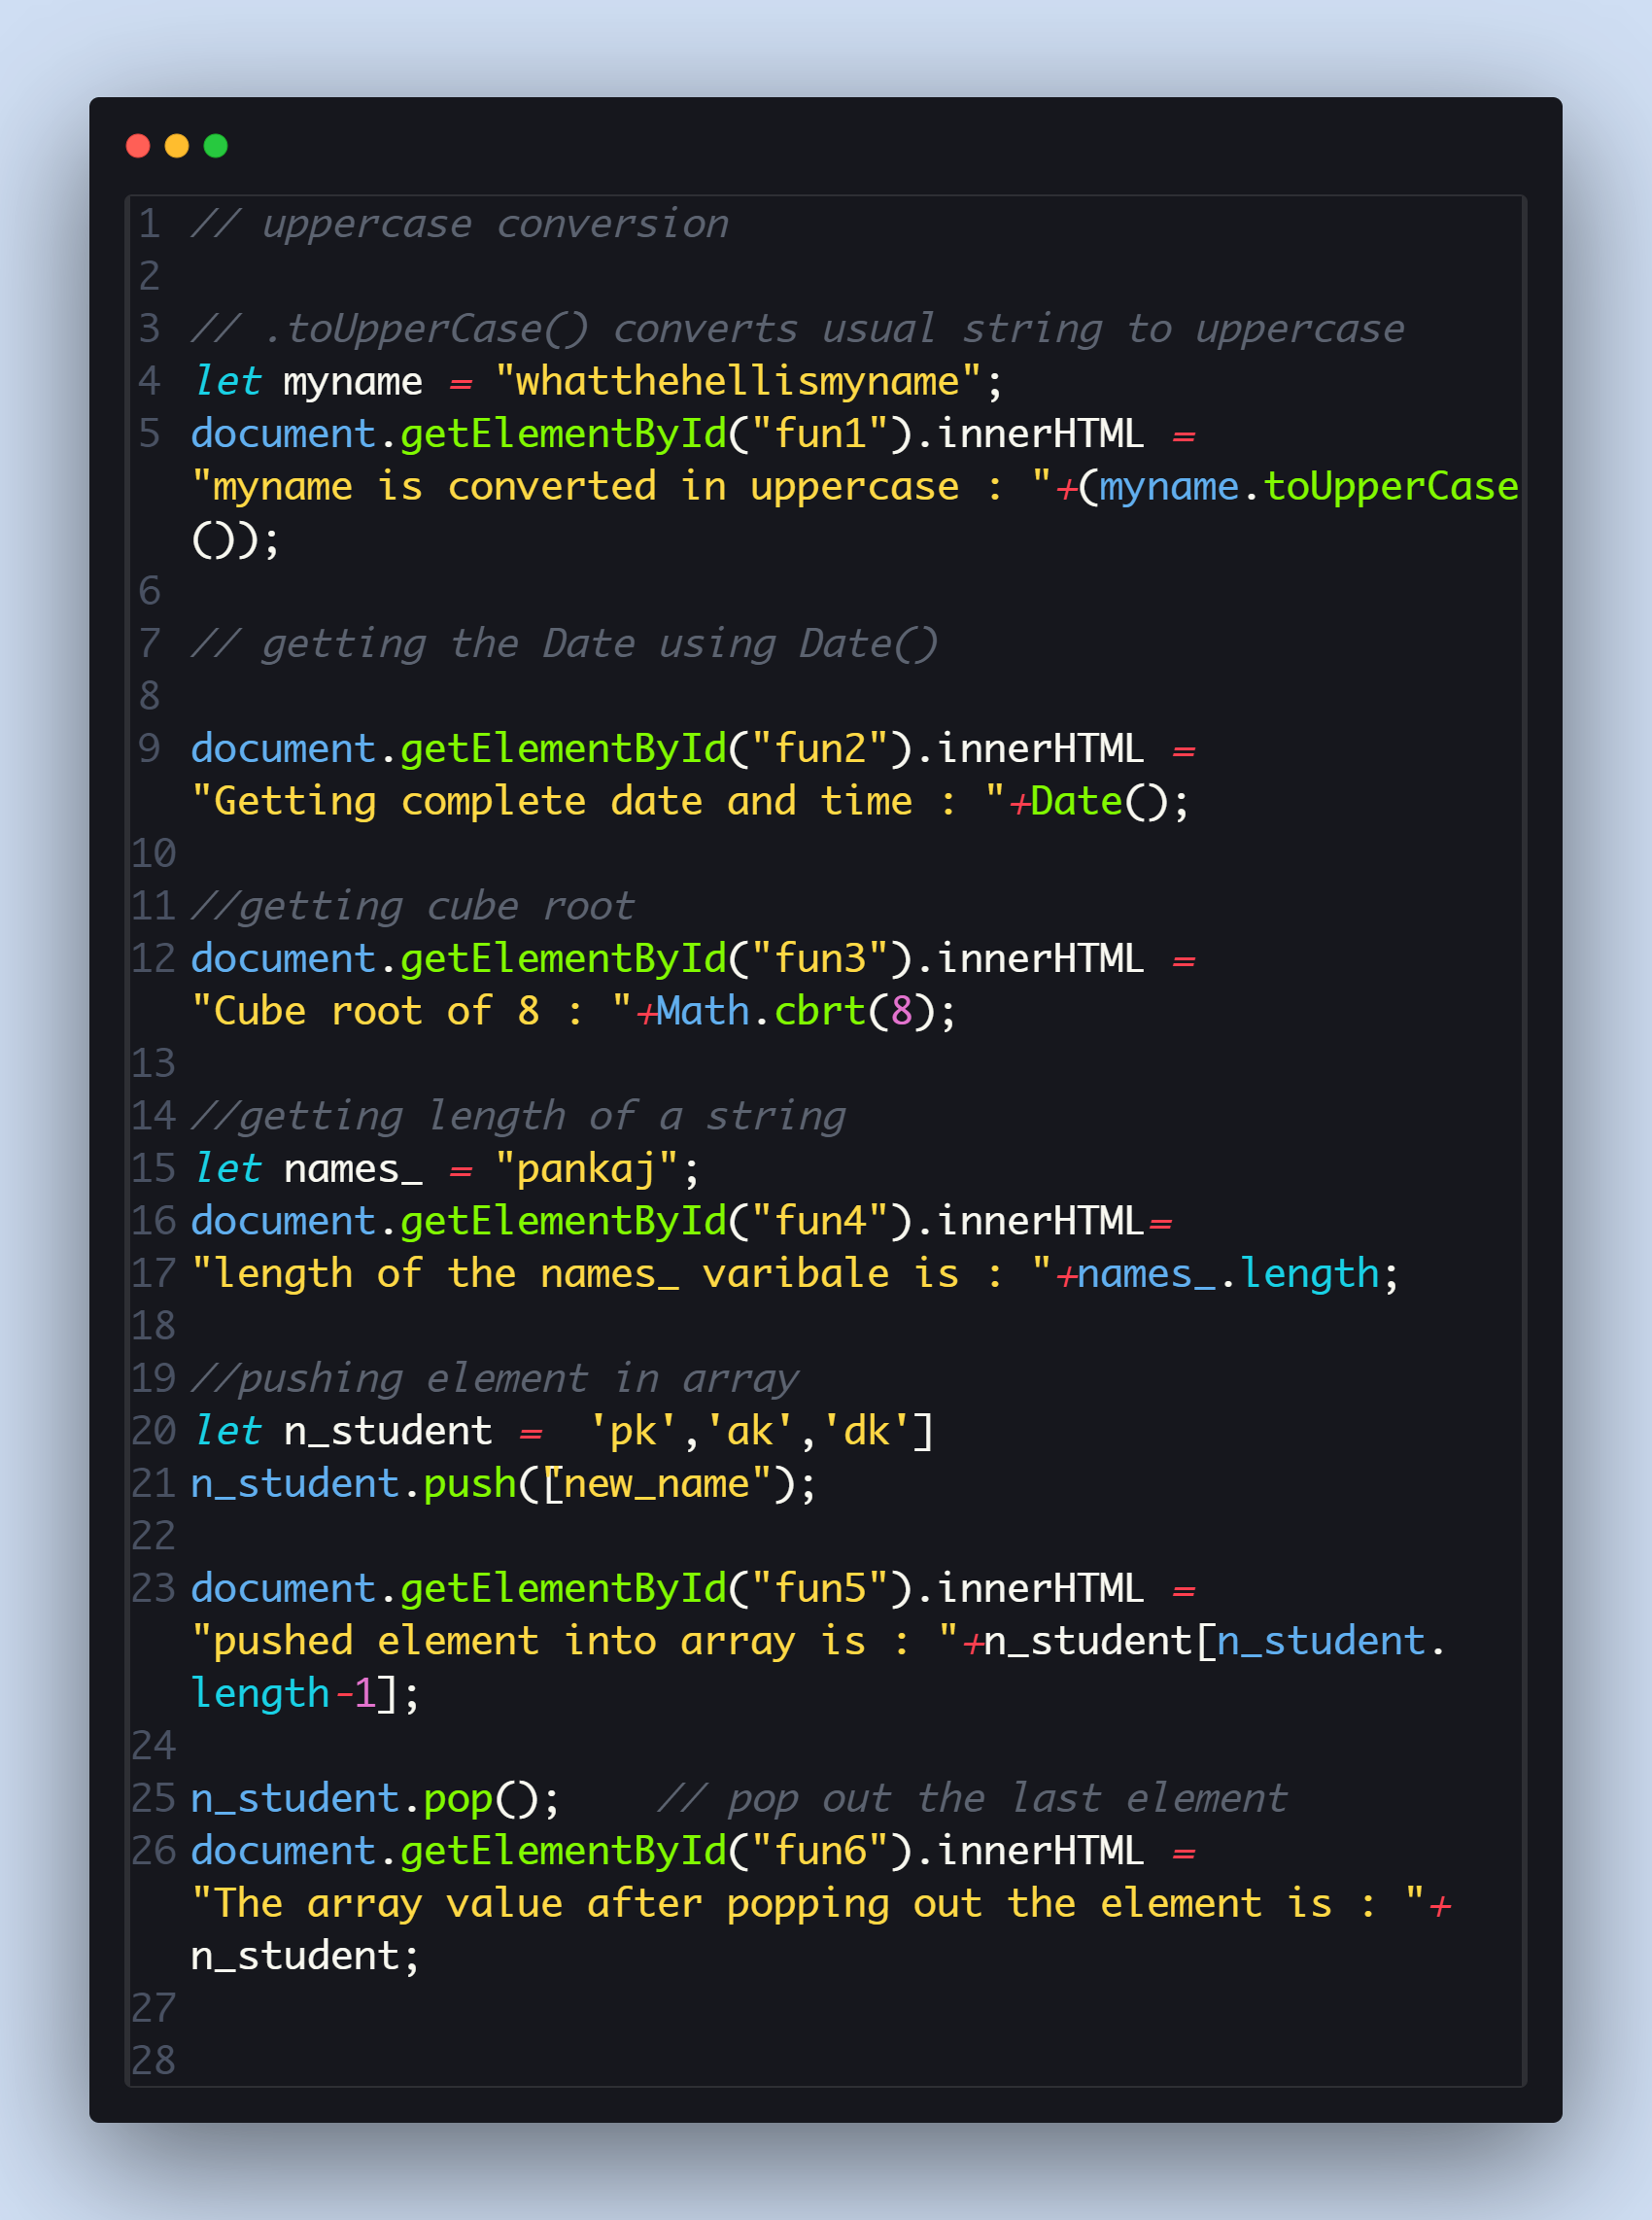 1 // uppercase conversion
2
3 // .toUpperCase() converts usual string to uppercase
4 let myname = "whatthehellismyname";
5 document.getElementById("fun1").innerHTML =
"myname is converted in uppercase : "+(myname.toUpperCase
());
6
7 // getting the Date using Date()
8
9 document.getElementById("fun2").innerHTML =
"Getting complete date and time : "+Date();
10
11 //getting cube root
12 document.getElementById("fun3").innerHTML =
"Cube root of 8 : "+Math.cbrt(8);
13
14 //getting length of a string
15 let names_ = "pankaj";
16 document.getElementById("fun4").innerHTML=
17 "length of the names_ varibale is : "+names_.length;
18
19 //pushing element in array
20 let n_student =  'pk','ak','dk']
21 n_student.push(["new_name");
22
23 document.getElementById("fun5").innerHTML =
"pushed element into array is : "+n_student[n_student.
length-1];
24
25 n_student.pop();    // pop out the last element
26 document.getElementById("fun6").innerHTML =
"The array value after popping out the element is : "+
n_student;
27
28